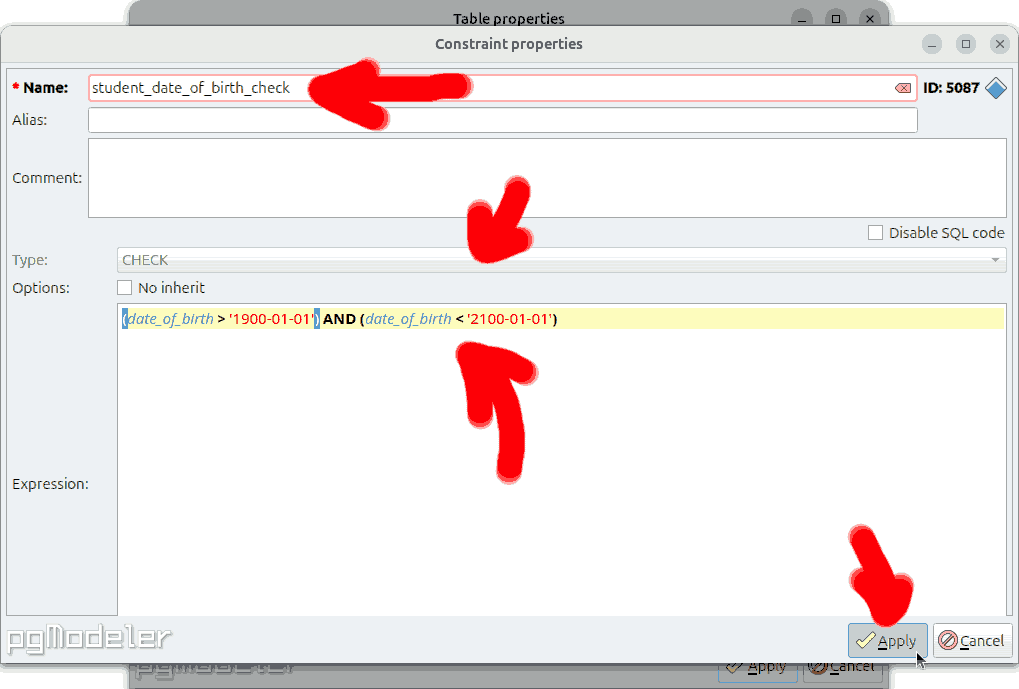 Table properties
Constraint properties
* Name: student_date_of_birth_check ID: 5087
Alias:
Comment:
Disable SQL code
Type: CHECK
Options: No inherit
(date_of_birth > '1900-01-01') AND (date_of_birth < '2100-01-01')
Expression:
pgModeler Apply Cancel
pgModeler Apply Cancel